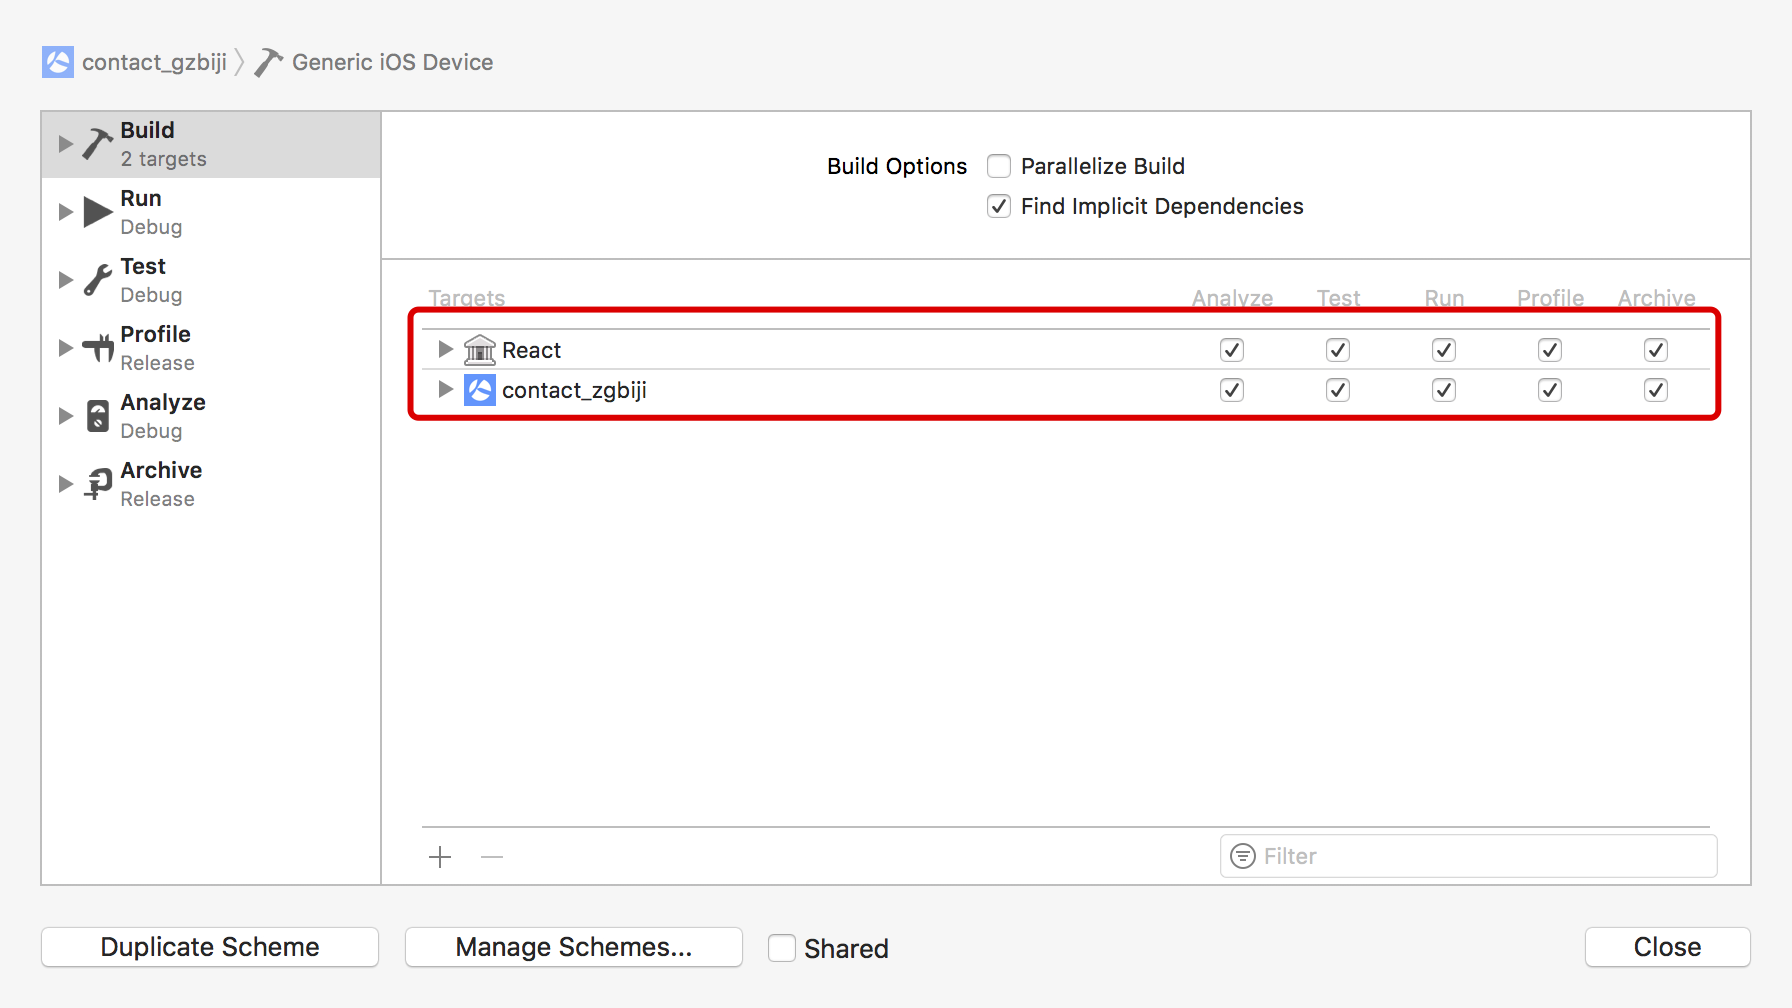 contact_gzbiji Generic iOS Device
Build
2 targets
Run
Debug
Test
Debug
Profile
Release
Analyze
Debug
Archive
Release
Build Options Parallelize Build
Find Implicit Dependencies
Targets Analyze Test Run Profile Archive
React
contact_zgbiji
Filter
Duplicate Scheme Manage Schemes... Shared Close